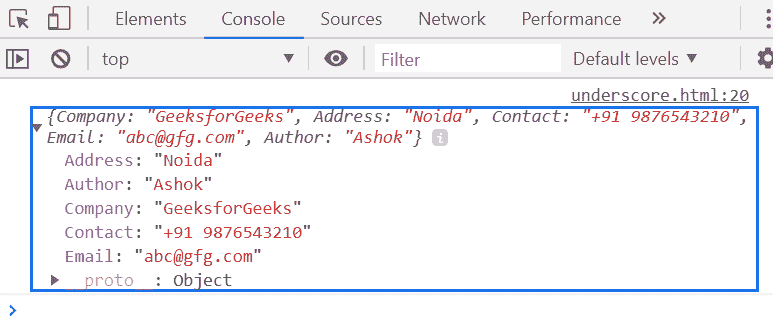 Elements Console Sources Network Performance »
top ▼ Filter Default levels ▼
underscore.html:20
▼ {Company: "GeeksforGeeks", Address: "Noida", Contact: "+91 9876543210",
Email: "abc@gfg.com", Author: "Ashok"} i
Address: "Noida"
Author: "Ashok"
Company: "GeeksforGeeks"
Contact: "+91 9876543210"
Email: "abc@gfg.com"
▶ proto : Object
>